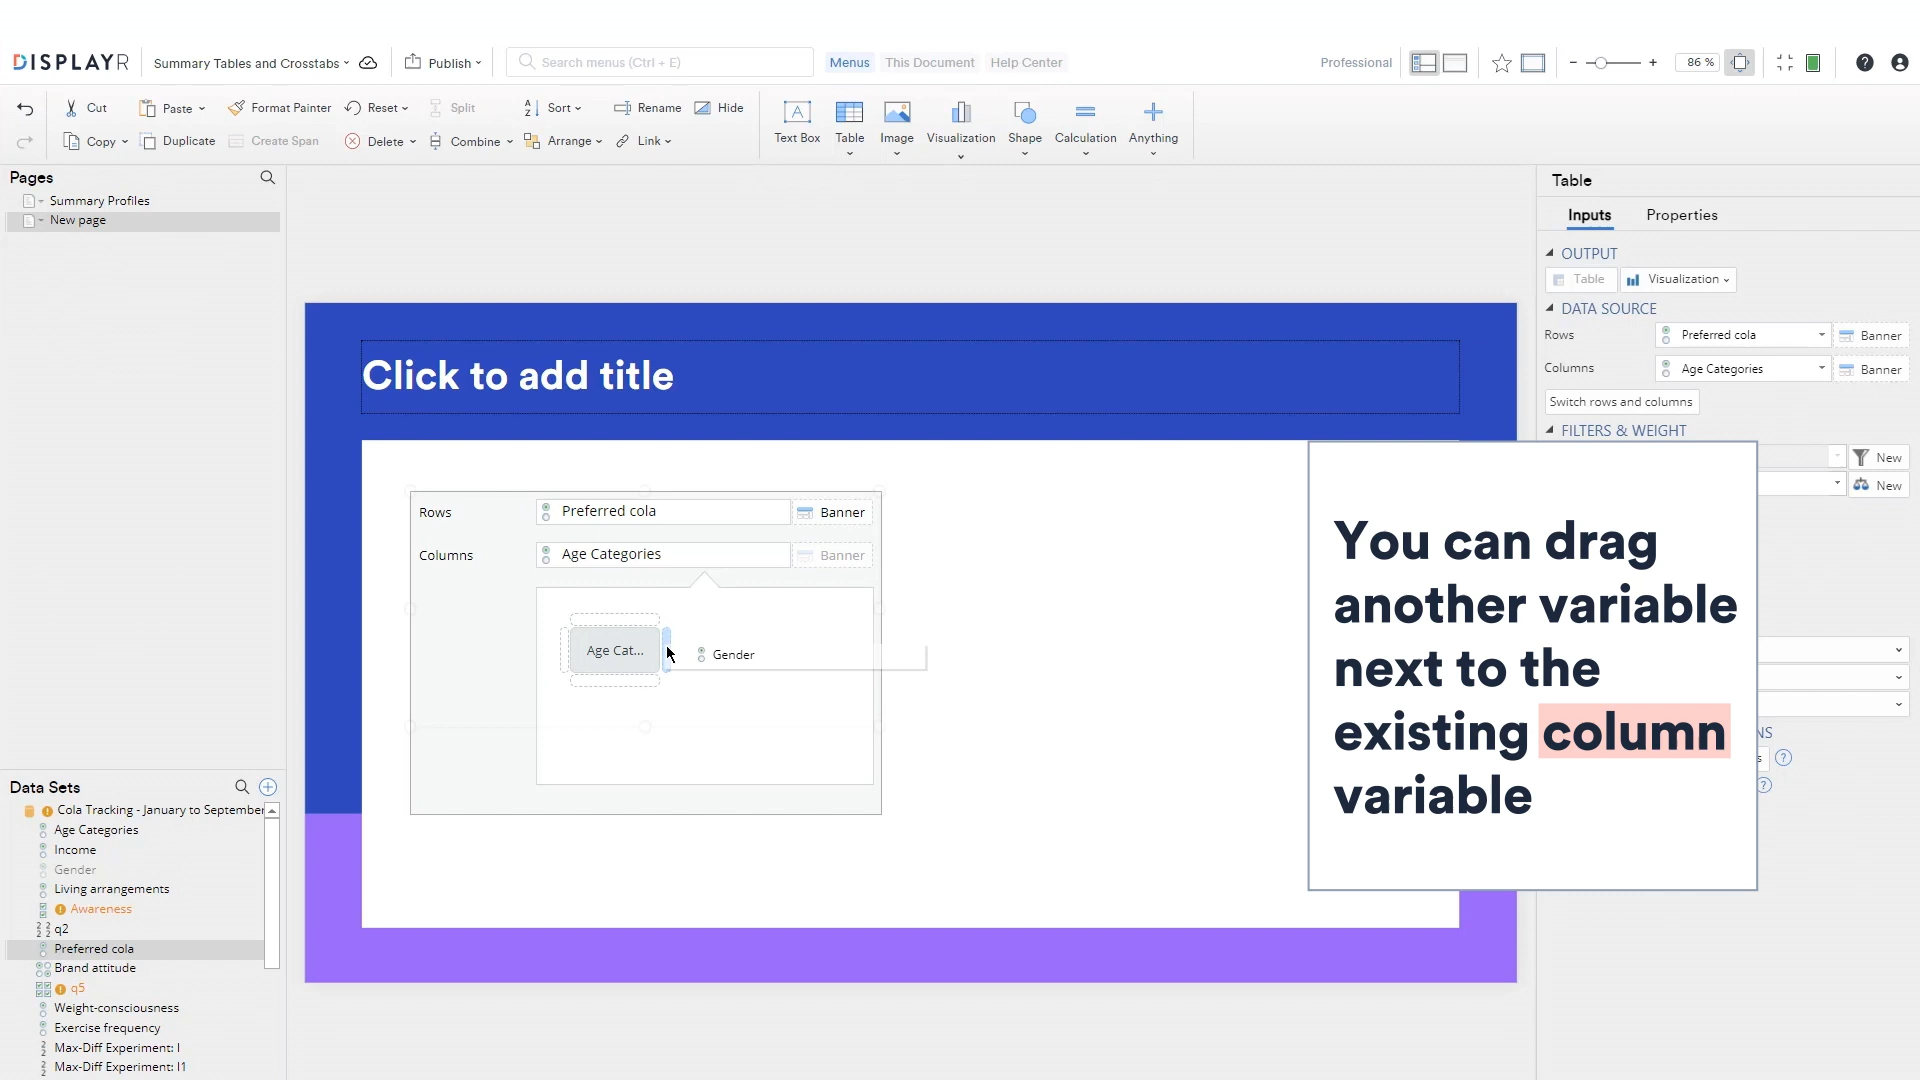 DISPLAYR
Summary Tables and Crosstabs
Publish
Search menus (Ctrl + E)
Menus
This Document
Help Center
Professional
86 %
Cut
Paste
Format Painter
Reset
Split
Sort
Rename
Hide
Copy
Duplicate
Create Span
Delete
Combine
Arrange
Link
Text Box
Table
Image
Visualization
Shape
Calculation
Anything
Pages
Summary Profiles
New page
Click to add title
Rows
Preferred cola
Banner
Columns
Age Categories
Banner
Age Cat...
Gender
You can drag
another variable
next to the
existing column
variable
Table
Inputs
Properties
OUTPUT
Table
Visualization
DATA SOURCE
Rows
Preferred cola
Banner
Columns
Age Categories
Banner
Switch rows and columns
FILTERS & WEIGHT
New
New
NS
s
Data Sets
Cola Tracking - January to September
Age Categories
Income
Gender
Living arrangements
Awareness
q2
Preferred cola
Brand attitude
q5
Weight-consciousness
Exercise frequency
Max-Diff Experiment: I
Max-Diff Experiment: I1